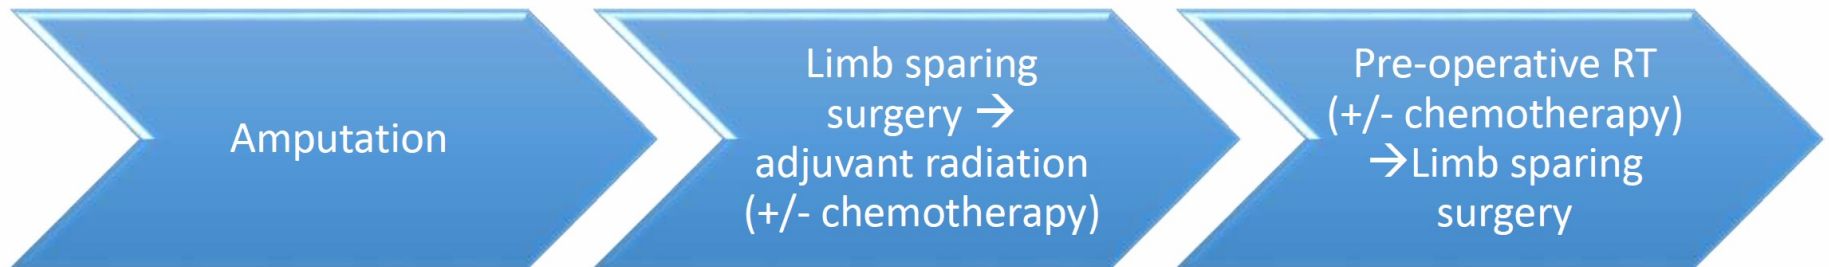 Amputation
Limb sparing
surgery →
adjuvant radiation
(+/- chemotherapy)
Pre-operative RT
(+/- chemotherapy)
→Limb sparing
surgery